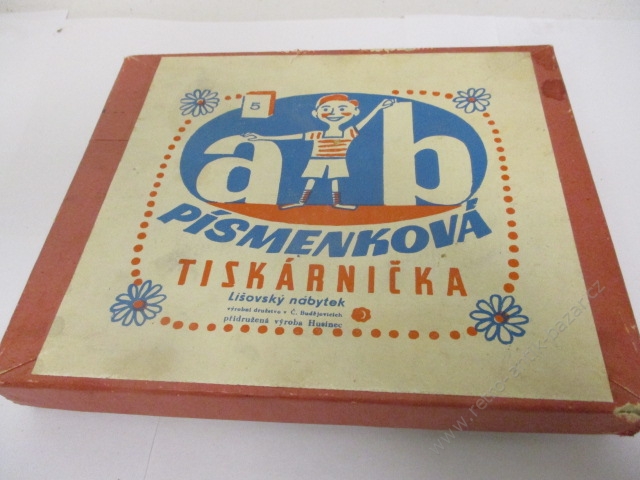 5
a b
PÍSMENKOVÁ
TISKÁRNIČKA
Lišovský nábytek
výrobní družstvo v Č. Budějovicích
přidružená výroba Husinec